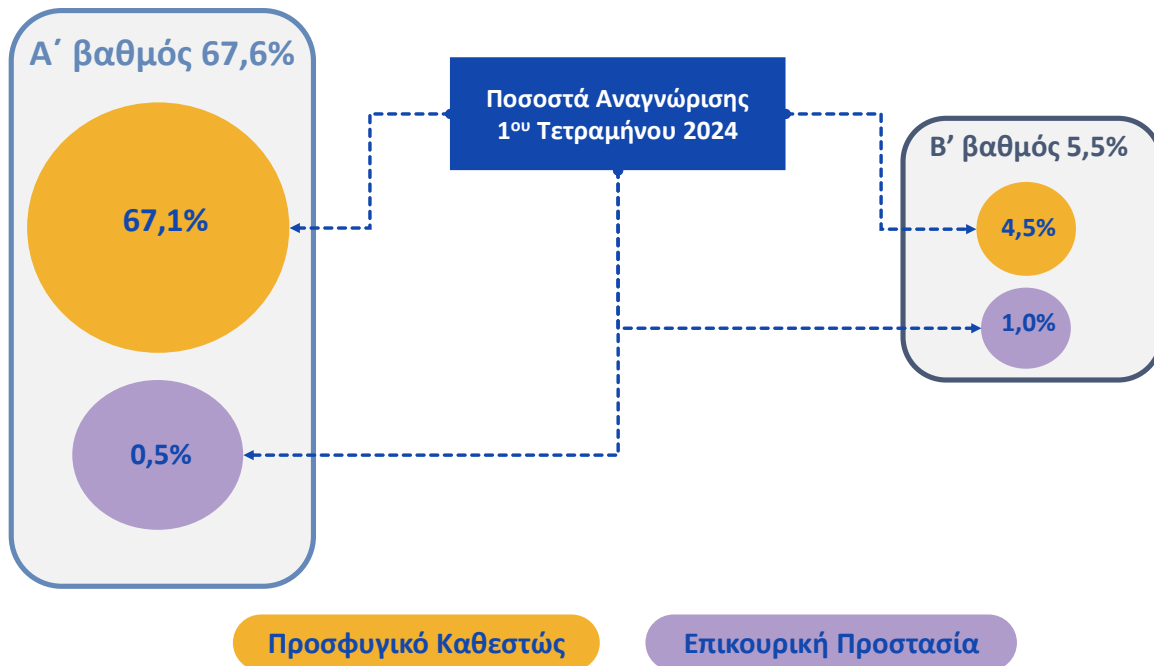 Α΄ βαθμός 67,6%
67,1%
0,5%
Ποσοστά Αναγνώρισης
1ου Τετραμήνου 2024
Β’ βαθμός 5,5%
4,5%
1,0%
Προσφυγικό Καθεστώς
Επικουρική Προστασία